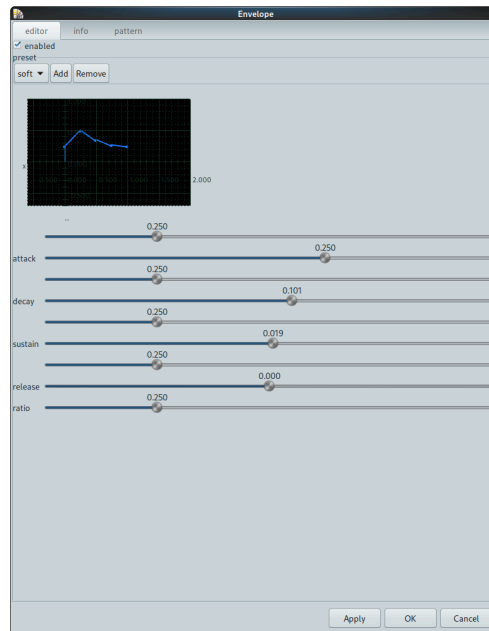 Envelope
editor info pattern
enabled
preset
soft Add Remove
x
2.000
0.250
0.250
attack
0.250
0.101
decay
0.250
0.019
sustain
0.250
0.000
release
0.250
ratio
Apply OK Cancel